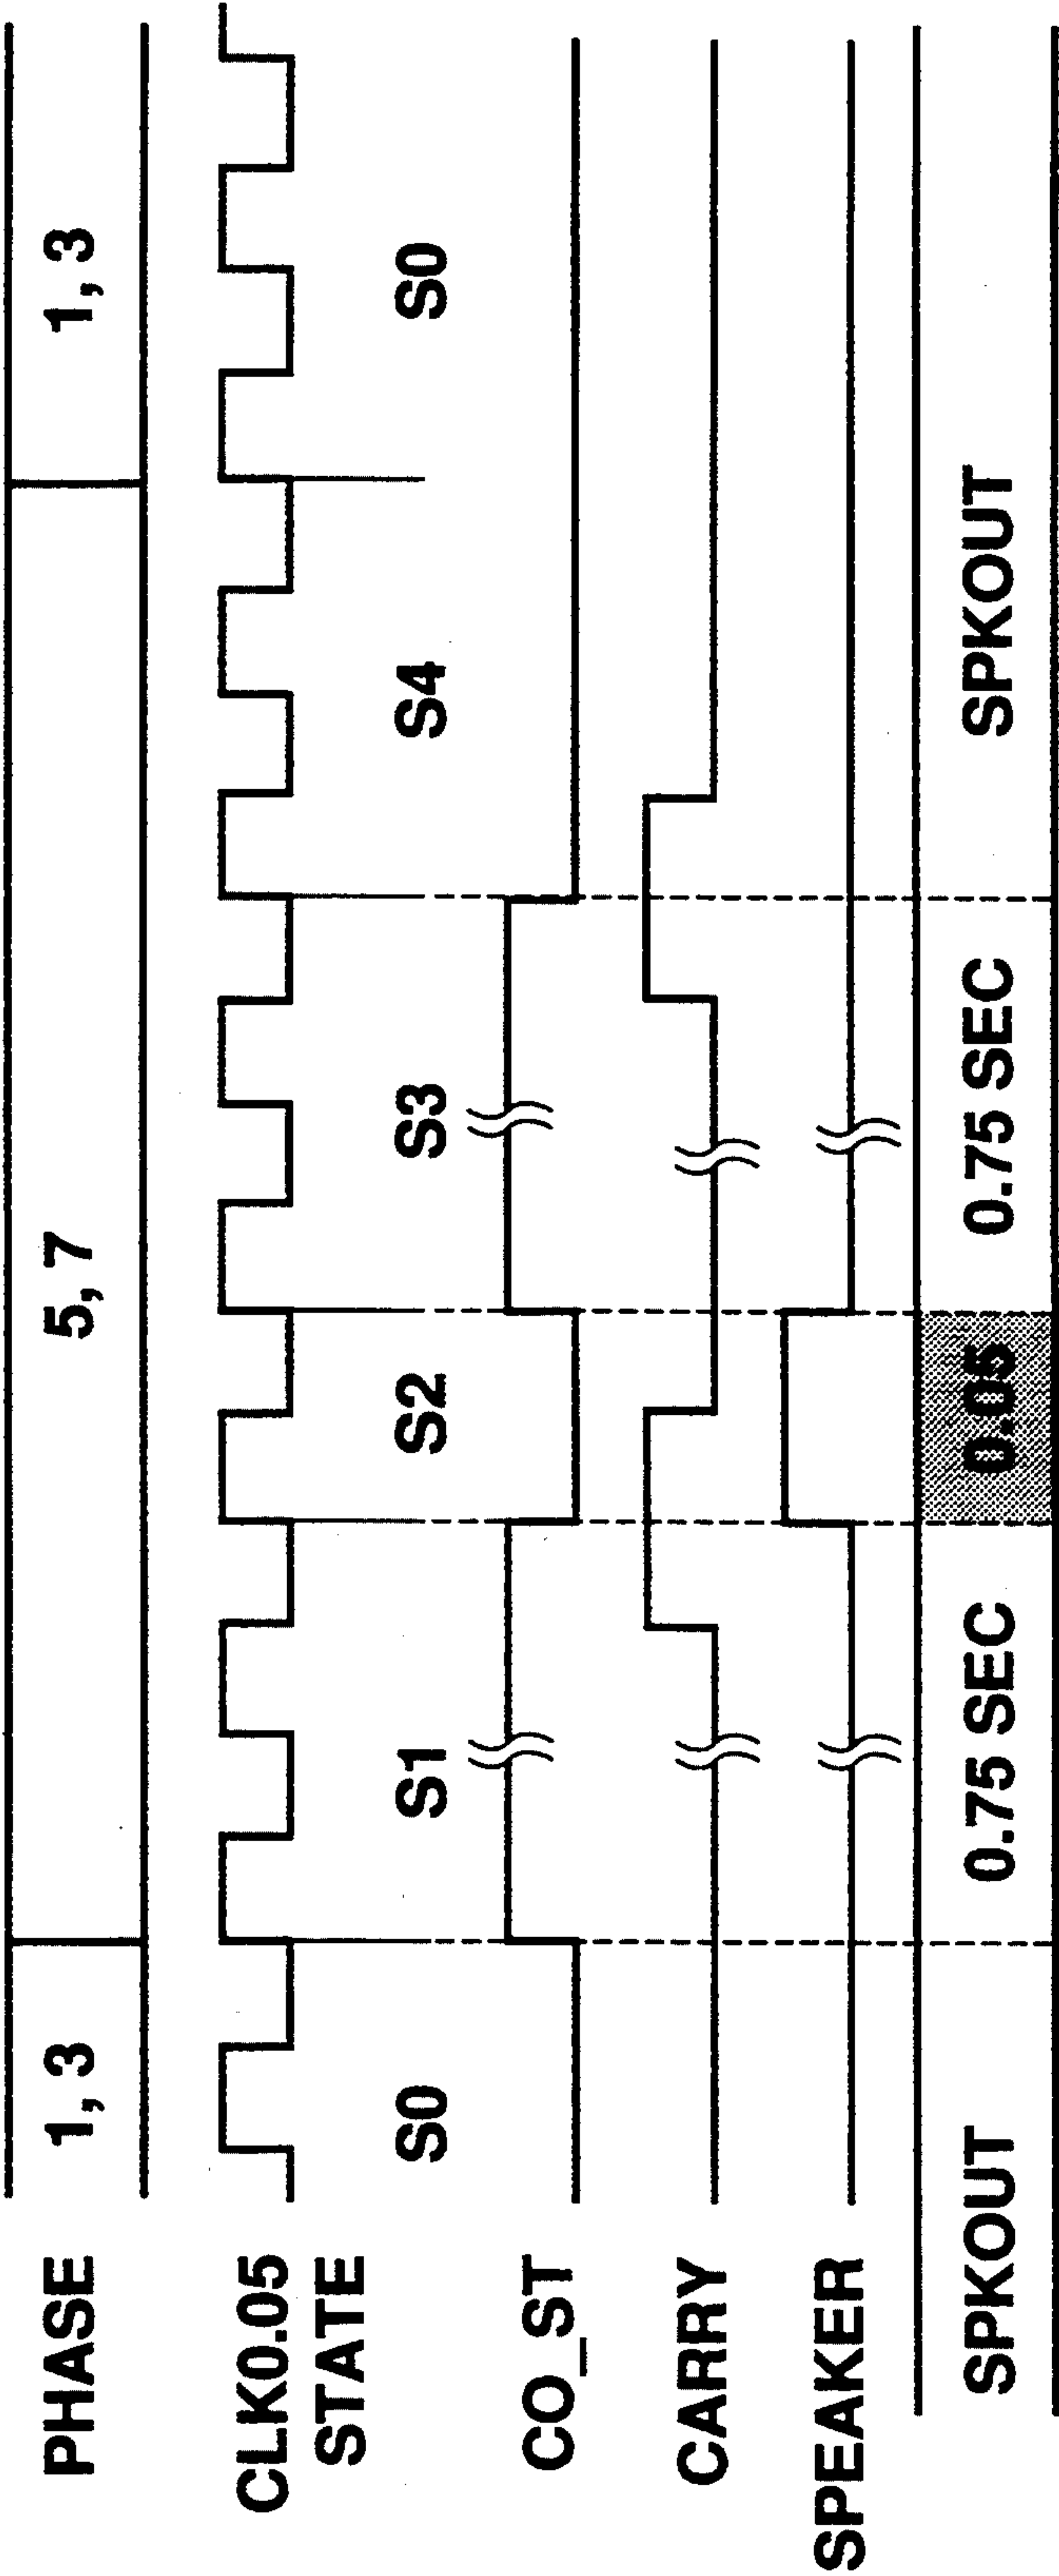 PHASE 1, 3 5, 7 1, 3
CLK0.05
STATE S0 S1 S2 S3 S4 S0
CO_ST
CARRY
SPEAKER
SPKOUT 0.75 SEC 0.05 0.75 SEC SPKOUT